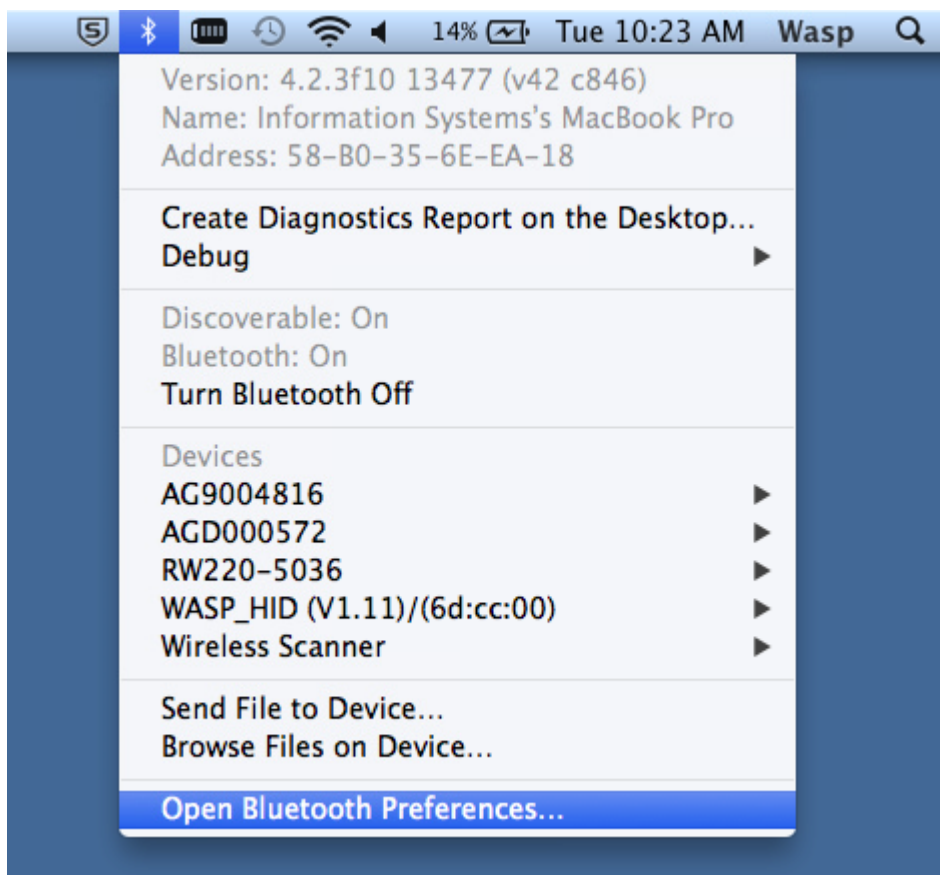 14% Tue 10:23 AM Wasp
Version: 4.2.3f10 13477 (v42 c846)
Name: Information Systems's MacBook Pro
Address: 58-B0-35-6E-EA-18
Create Diagnostics Report on the Desktop...
Debug
Discoverable: On
Bluetooth: On
Turn Bluetooth Off
Devices
AG9004816
AGD000572
RW220-5036
WASP_HID (V1.11)/(6d:cc:00)
Wireless Scanner
Send File to Device...
Browse Files on Device...
Open Bluetooth Preferences...